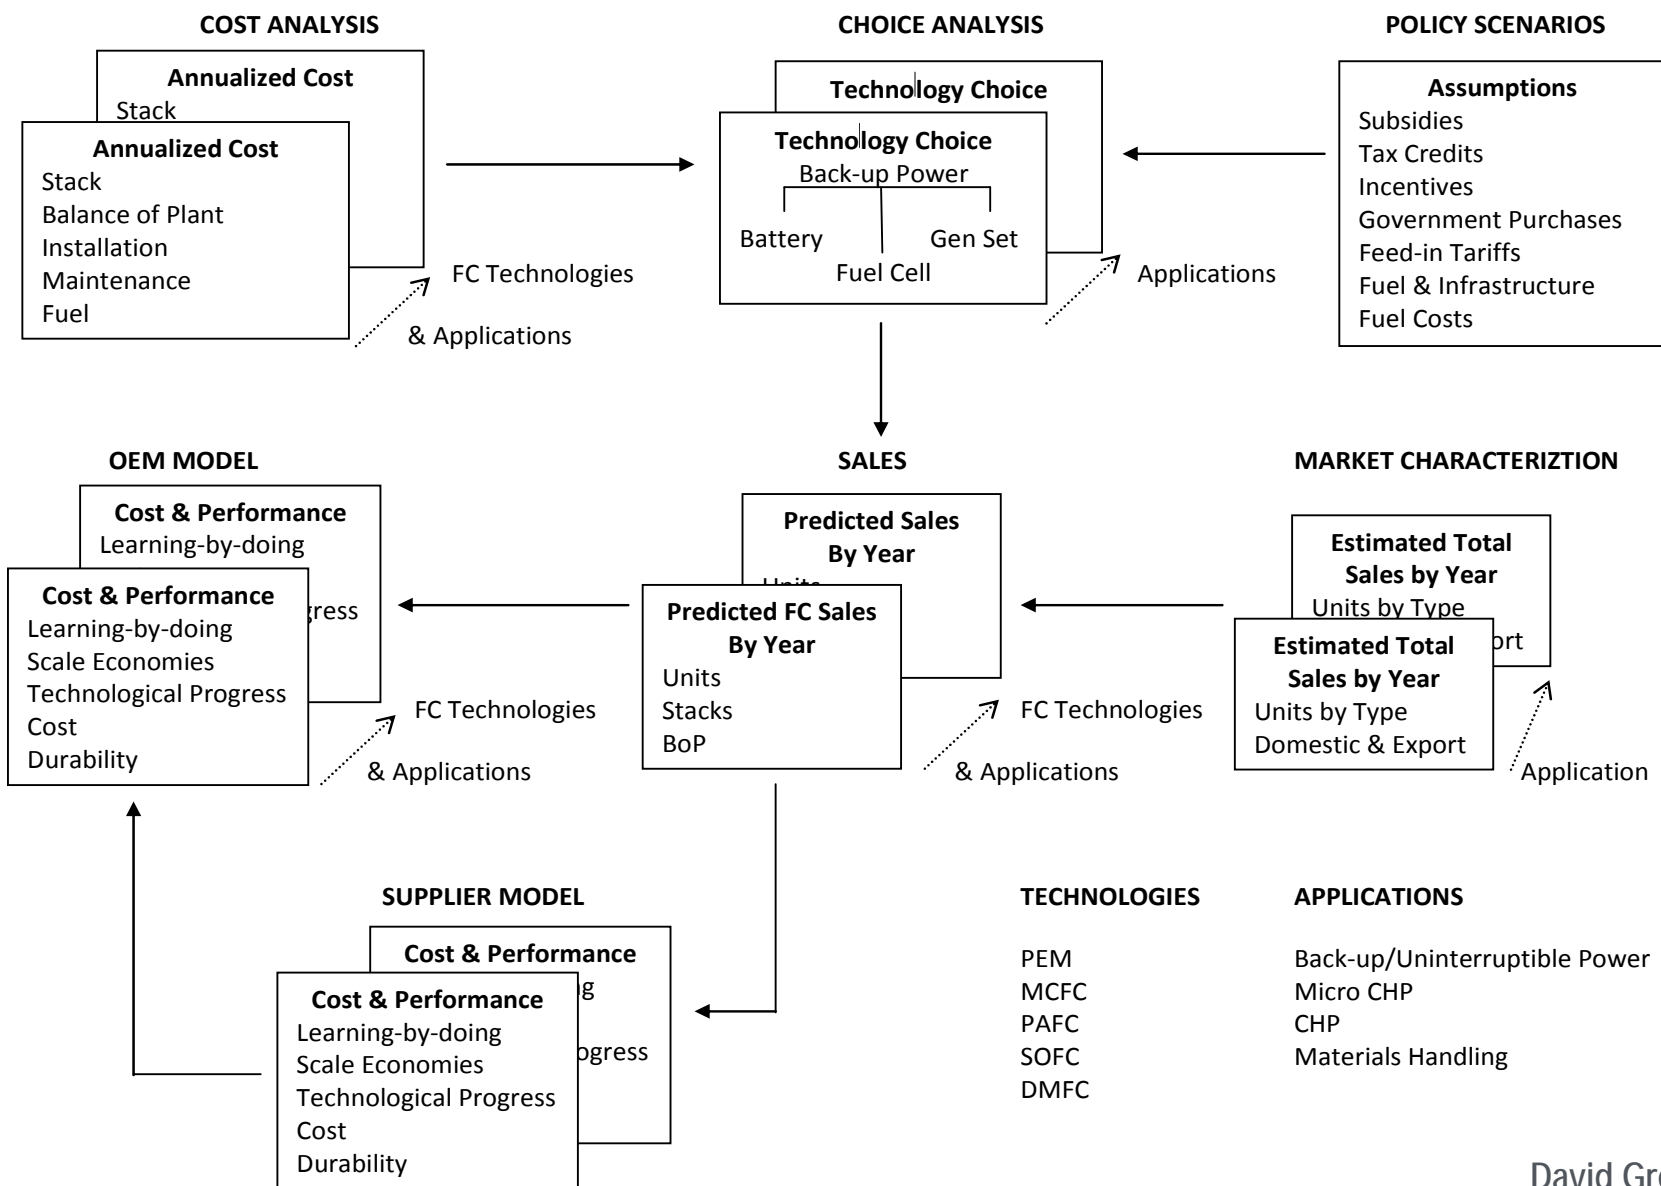 COST ANALYSIS
Annualized Cost
Stack
Annualized Cost
Stack
Balance of Plant
Installation
Maintenance
Fuel
FC Technologies
& Applications
CHOICE ANALYSIS
Technology Choice
Technology Choice
Back-up Power
Battery
Gen Set
Fuel Cell
Applications
POLICY SCENARIOS
Assumptions
Subsidies
Tax Credits
Incentives
Government Purchases
Feed-in Tariffs
Fuel & Infrastructure
Fuel Costs
OEM MODEL
Cost & Performance
Learning-by-doing
Cost & Performance
Learning-by-doing
Scale Economies
Technological Progress
Cost
Durability
FC Technologies
& Applications
SALES
Predicted Sales
By Year
Units
Predicted FC Sales
By Year
Units
Stacks
BoP
FC Technologies
& Applications
MARKET CHARACTERIZTION
Estimated Total
Sales by Year
Units by Type
Estimated Total
Sales by Year
Units by Type
Domestic & Export
Application
SUPPLIER MODEL
Cost & Performance
Cost & Performance
Learning-by-doing
Scale Economies
Technological Progress
Cost
Durability
TECHNOLOGIES
PEM
MCFC
PAFC
SOFC
DMFC
APPLICATIONS
Back-up/Uninterruptible Power
Micro CHP
CHP
Materials Handling
David